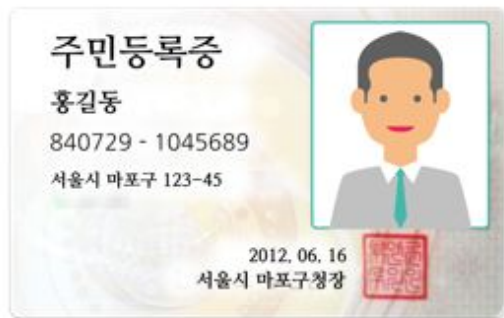 주민등록증
홍길동
840729 - 1045689
서울시 마포구 123-45
2012. 06. 16
서울시 마포구청장